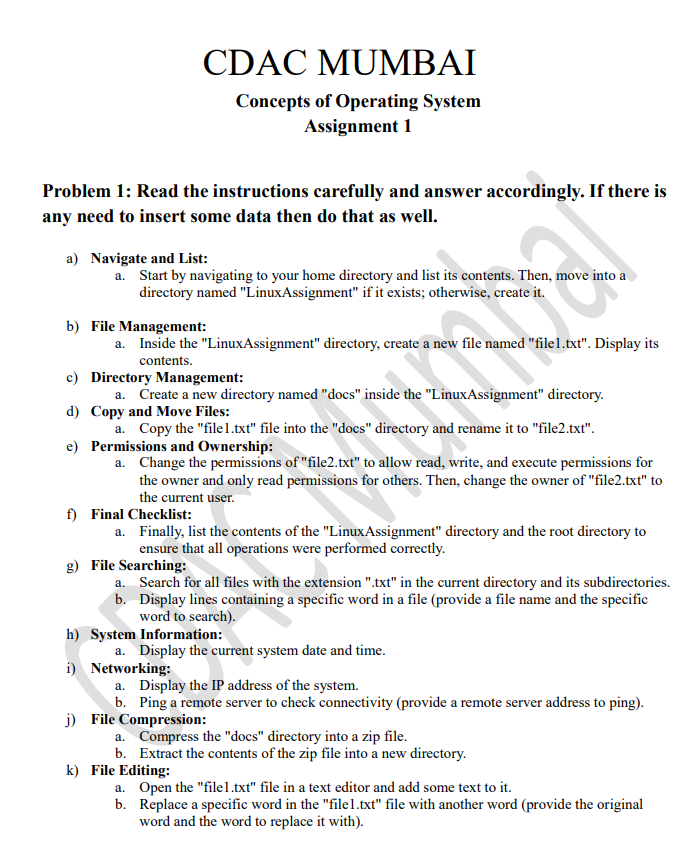 CDAC MUMBAI
Concepts of Operating System
Assignment 1
Problem 1: Read the instructions carefully and answer accordingly. If there is
any need to insert some data then do that as well.
a) Navigate and List:
a. Start by navigating to your home directory and list its contents. Then, move into a
directory named "LinuxAssignment" if it exists; otherwise, create it.
b) File Management:
a. Inside the "LinuxAssignment" directory, create a new file named "file1.txt". Display its
contents.
c) Directory Management:
a. Create a new directory named "docs" inside the "LinuxAssignment" directory.
d) Copy and Move Files:
a. Copy the "file1.txt" file into the "docs" directory and rename it to "file2.txt".
e) Permissions and Ownership:
a. Change the permissions of "file2.txt" to allow read, write, and execute permissions for
the owner and only read permissions for others. Then, change the owner of "file2.txt" to
the current user.
f) Final Checklist:
a. Finally, list the contents of the "LinuxAssignment" directory and the root directory to
ensure that all operations were performed correctly.
g) File Searching:
a. Search for all files with the extension ".txt" in the current directory and its subdirectories.
b. Display lines containing a specific word in a file (provide a file name and the specific
word to search).
h) System Information:
a. Display the current system date and time.
i) Networking:
a. Display the IP address of the system.
b. Ping a remote server to check connectivity (provide a remote server address to ping).
j) File Compression:
a. Compress the "docs" directory into a zip file.
b. Extract the contents of the zip file into a new directory.
k) File Editing:
a. Open the "file1.txt" file in a text editor and add some text to it.
b. Replace a specific word in the "file1.txt" file with another word (provide the original
word and the word to replace it with).
CDAC Mumbai